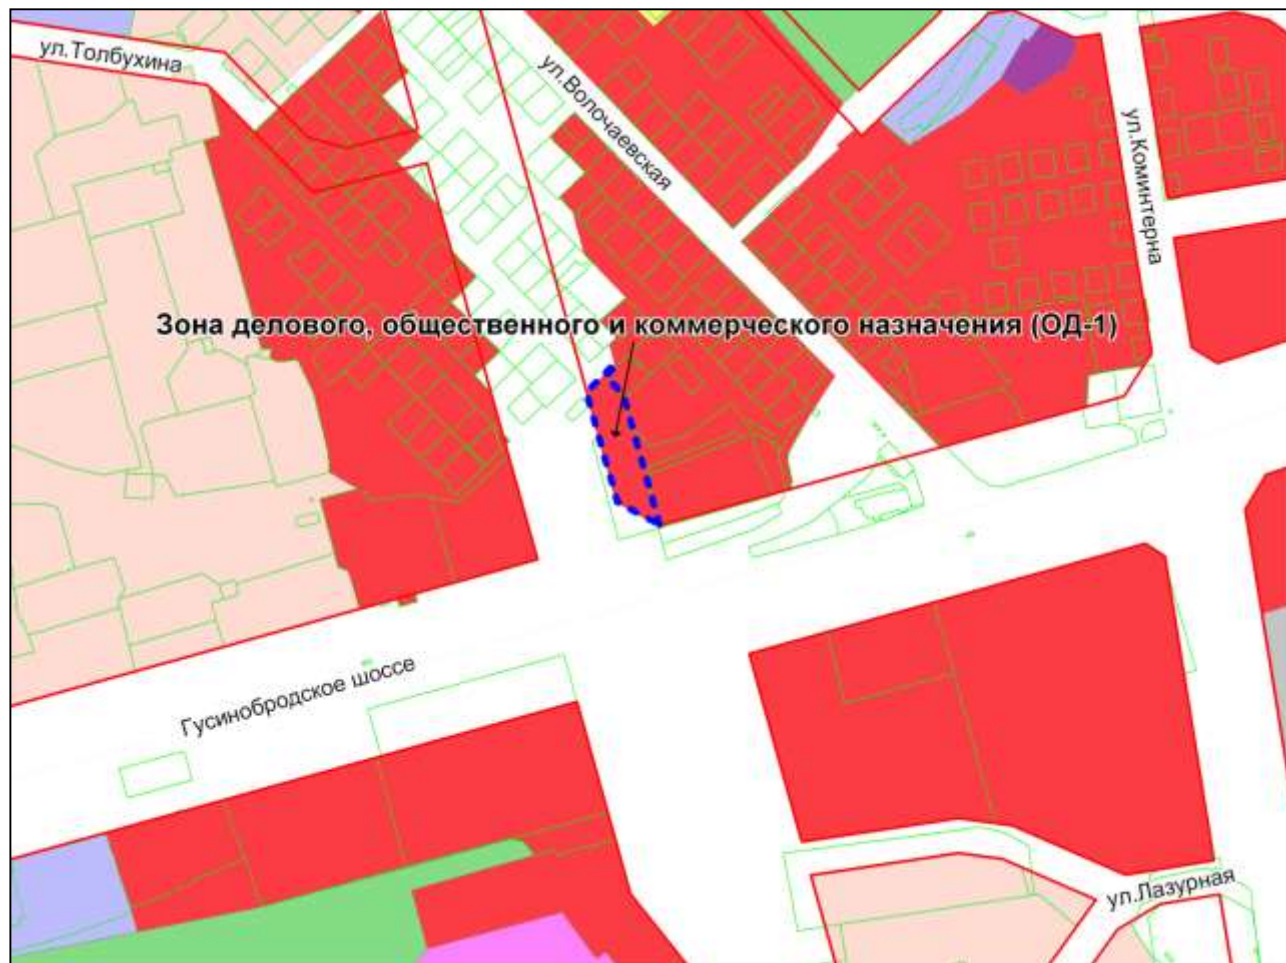 ул.Толбухина
ул.Волочаевская
ул.Коминтерна
Зона делового, общественного и коммерческого назначения (ОД-1)
Гусинобродское шоссе
ул.Лазурная